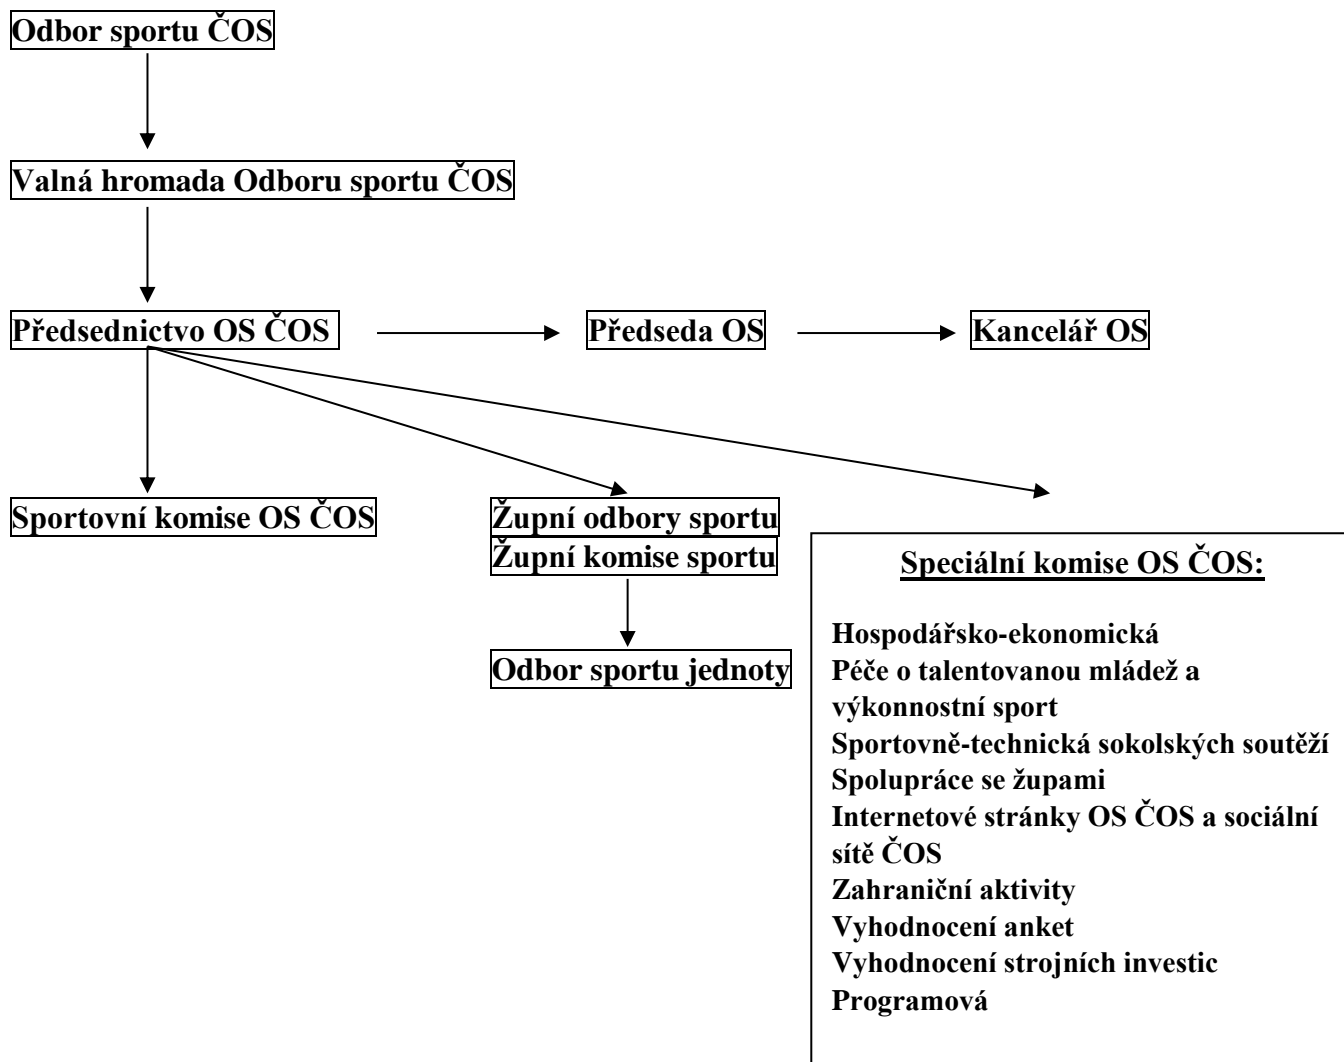 Odbor sportu ČOS
Valná hromada Odboru sportu ČOS
Předsednictvo OS ČOS
Předseda OS
Kancelář OS
Sportovní komise OS ČOS
Župní odbory sportu
Župní komise sportu
Odbor sportu jednoty
Speciální komise OS ČOS:
Hospodářsko-ekonomická
Péče o talentovanou mládež a
výkonnostní sport
Sportovně-technická sokolských soutěží
Spolupráce se župami
Internetové stránky OS ČOS a sociální
sítě ČOS
Zahraniční aktivity
Vyhodnocení anket
Vyhodnocení strojních investic
Programová